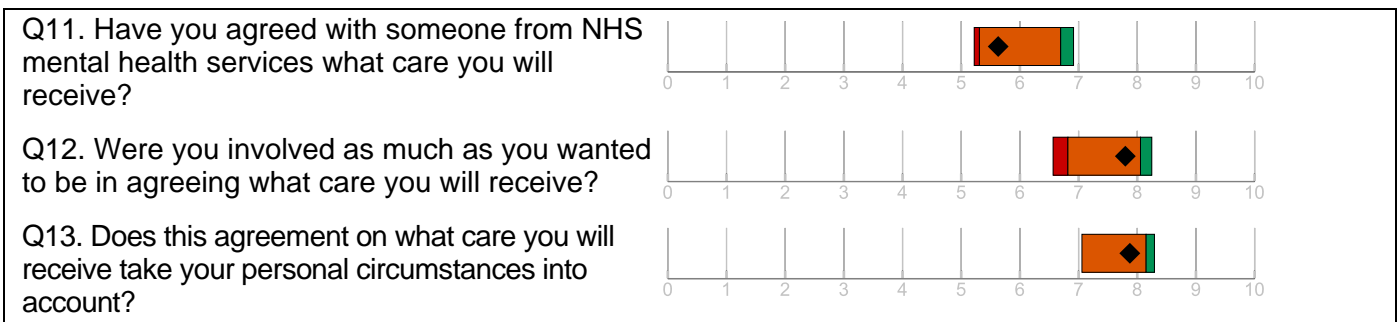 Q11. Have you agreed with someone from NHS
mental health services what care you will
receive?
0 1 2 3 4 5 6 7 8 9 10
Q12. Were you involved as much as you wanted
to be in agreeing what care you will receive?
0 1 2 3 4 5 6 7 8 9 10
Q13. Does this agreement on what care you will
receive take your personal circumstances into
account?
0 1 2 3 4 5 6 7 8 9 10